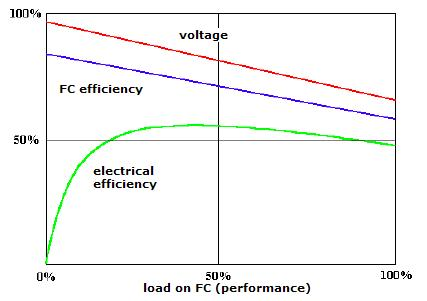 100%
voltage
FC efficiency
50%
electrical
efficiency
0%
50%
100%
load on FC (performance)